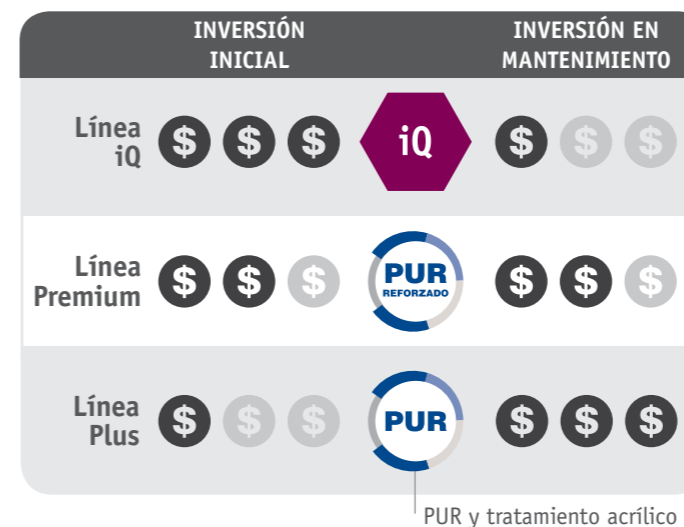 INVERSIÓN
INICIAL
INVERSIÓN EN
MANTENIMIENTO
Línea
iQ
$ $ $
iQ
$ $ $
Línea
Premium
$ $ $
PUR
REFORZADO
$ $ $
Línea
Plus
$ $ $
PUR
$ $ $
PUR y tratamiento acrílico